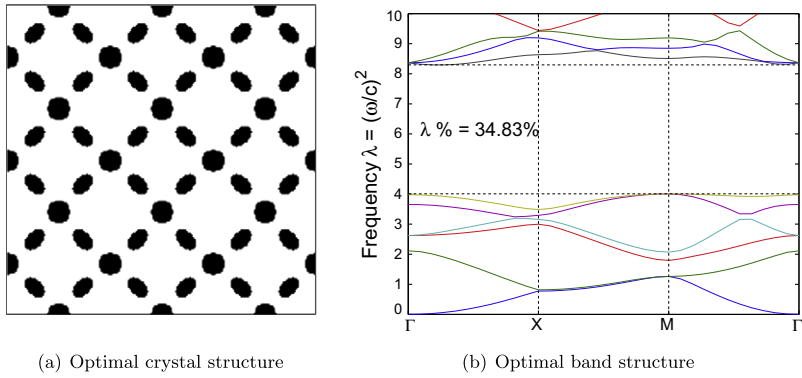 10
9
8
7
6
5
4
3
2
1
0
Frequency λ = (ω/c)²
λ % = 34.83%
Γ X M Γ
(a) Optimal crystal structure
(b) Optimal band structure